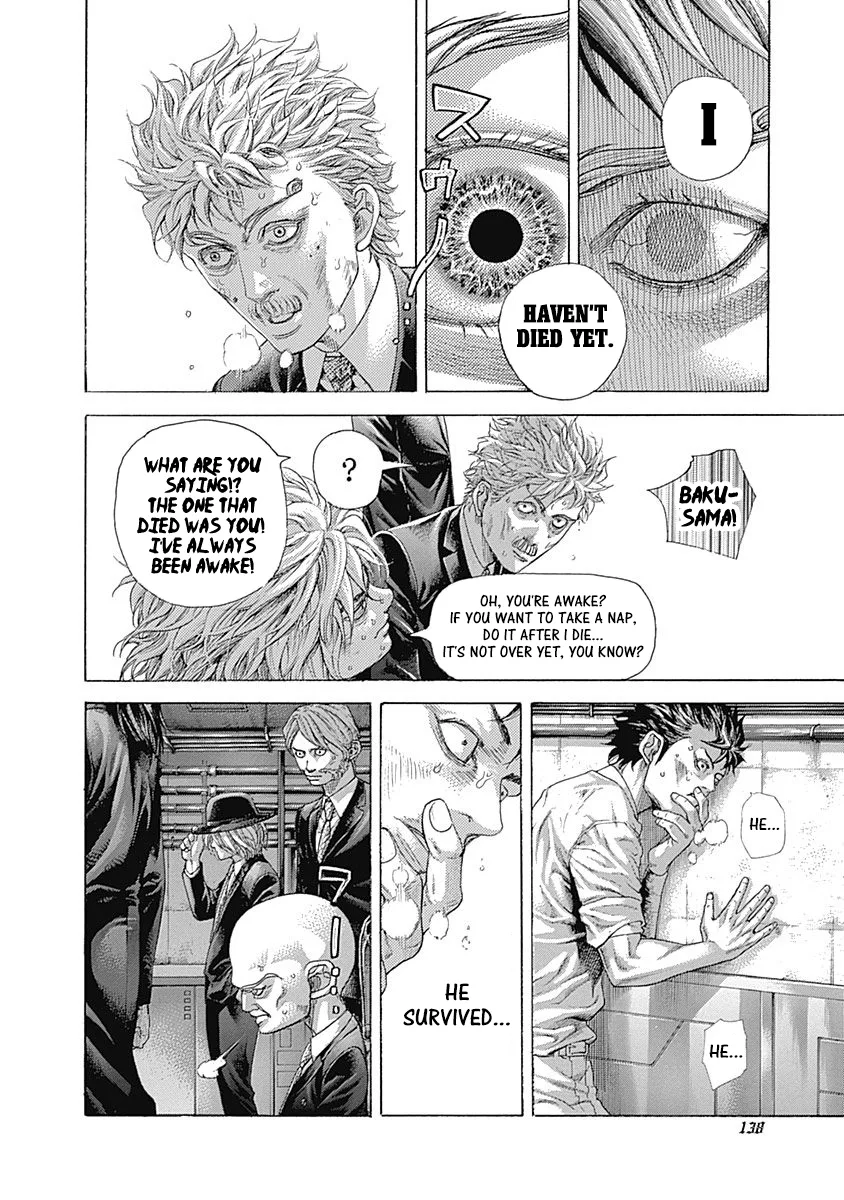 I
HAVEN'T
DIED YET.
スゥ...
BAKU-
SAMA!
OH, YOU'RE AWAKE?
IF YOU WANT TO TAKE A NAP,
DO IT AFTER I DIE...
IT'S NOT OVER YET, YOU KNOW?
?
WHAT ARE YOU
SAYING!?
THE ONE THAT
DIED WAS YOU!
I'VE ALWAYS
BEEN AWAKE!
HE...
HE...
HE
SURVIVED...
138